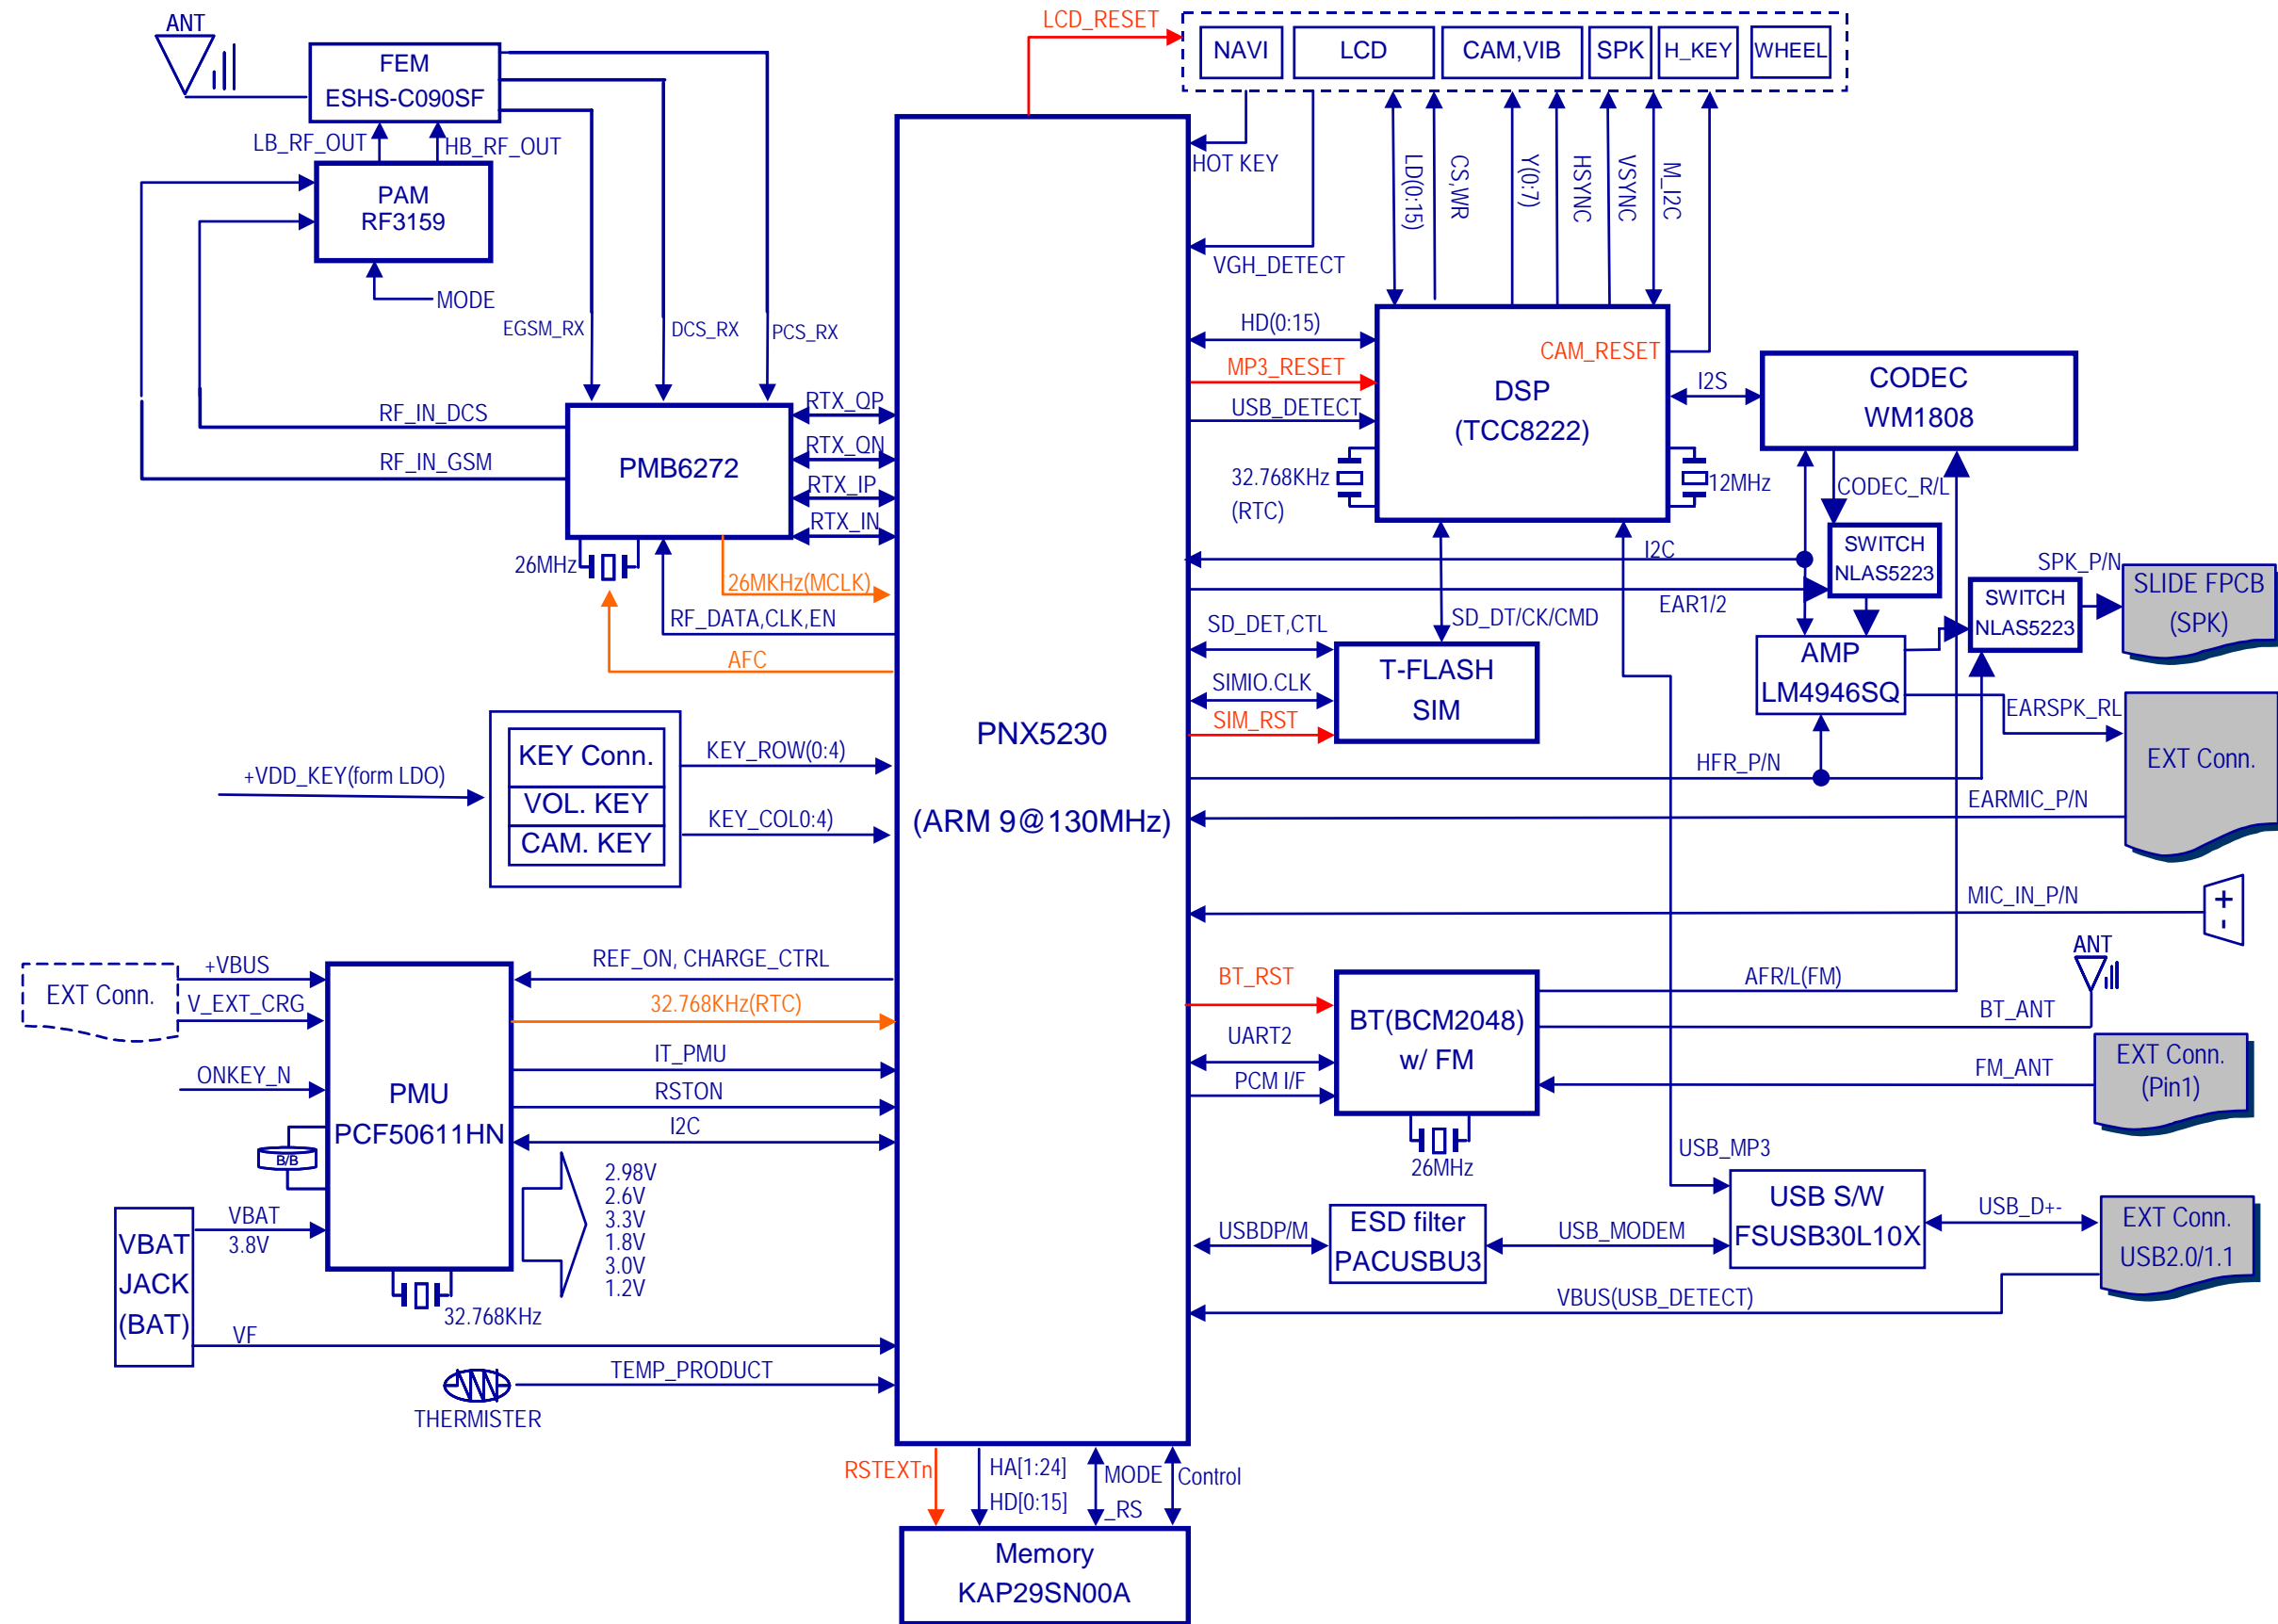 ANT
FEM
ESHS-C090SF
LB_RF_OUT
HB_RF_OUT
PAM
RF3159
MODE
EGSM_RX
DCS_RX
PCS_RX
RF_IN_DCS
RF_IN_GSM
PMB6272
RTX_QP
RTX_QN
RTX_IP
RTX_IN
26MHz
26MKHz(MCLK)
RF_DATA,CLK,EN
AFC
KEY Conn.
VOL. KEY
CAM. KEY
+VDD_KEY(form LDO)
KEY_ROW(0:4)
KEY_COL0:4)
EXT Conn.
+VBUS
V_EXT_CRG
ONKEY_N
B/B
PMU
PCF50611HN
REF_ON, CHARGE_CTRL
32.768KHz(RTC)
IT_PMU
RSTON
I2C
2.98V
2.6V
3.3V
1.8V
3.0V
1.2V
VBAT
JACK
(BAT)
VBAT
3.8V
32.768KHz
VF
TEMP_PRODUCT
THERMISTER
PNX5230
(ARM 9@130MHz)
RSTEXTn
HA[1:24]
HD[0:15]
MODE
_RS
Control
Memory
KAP29SN00A
LCD_RESET
NAVI
LCD
CAM,VIB
SPK
H_KEY
WHEEL
HOT KEY
VGH_DETECT
LD(0:15)
CS,WR
Y(0:7)
HSYNC
VSYNC
M_I2C
HD(0:15)
MP3_RESET
USB_DETECT
CAM_RESET
DSP
(TCC8222)
32.768KHz
(RTC)
12MHz
I2S
CODEC
WM1808
CODEC_R/L
I2C
SWITCH
NLAS5223
EAR1/2
SD_DET,CTL
SD_DT/CK/CMD
SIMIO.CLK
SIM_RST
T-FLASH
SIM
AMP
LM4946SQ
SWITCH
NLAS5223
SPK_P/N
SLIDE FPCB
(SPK)
EARSPK_RL
EXT Conn.
HFR_P/N
EARMIC_P/N
MIC_IN_P/N
+
-
ANT
BT_RST
UART2
PCM I/F
BT(BCM2048)
w/ FM
26MHz
AFR/L(FM)
BT_ANT
FM_ANT
EXT Conn.
(Pin1)
USB_MP3
USBDP/M
ESD filter
PACUSBU3
USB_MODEM
USB S/W
FSUSB30L10X
USB_D+-
EXT Conn.
USB2.0/1.1
VBUS(USB_DETECT)